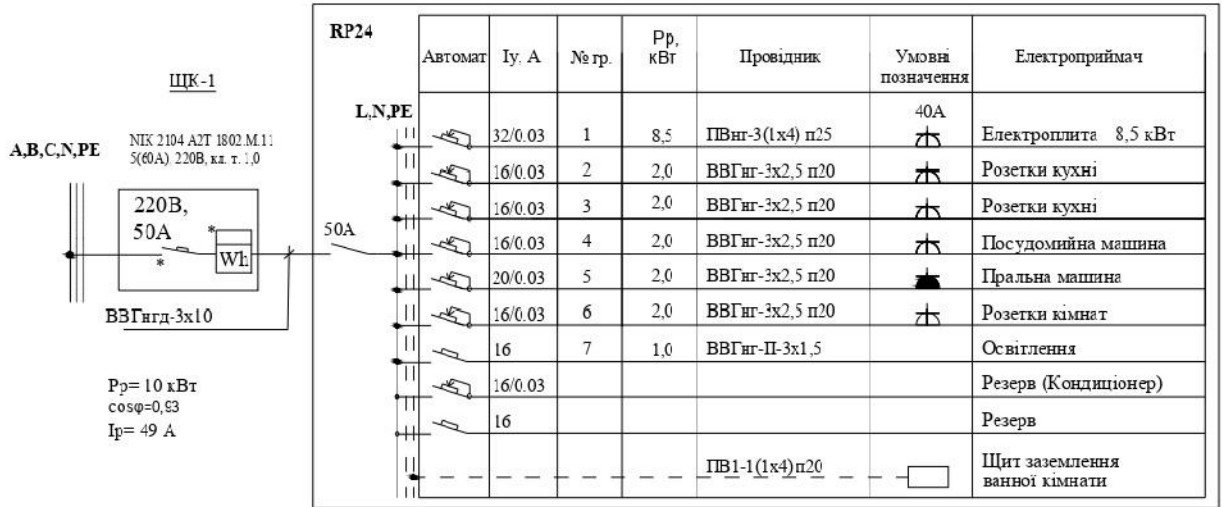 RP24
Автомат Iу, А № гр. Рр, кВт Провідник Умовні позначення Електроприймач
ЩК-1
L,N,PE
40А
32/0.03 1 8,5 ПВнг-3(1х4) п25 Електроплита 8,5 кВт
A,B,C,N,PE
NIK 2104 A2T 1802.M.11
5(60А). 220В, кл. т. 1,0
16/0.03 2 2,0 ВВГнг-3х2,5 п20 Розетки кухні
16/0.03 3 2,0 ВВГнг-3х2,5 п20 Розетки кухні
220В,
50А *
* Wh
50А
16/0.03 4 2,0 ВВГнг-3х2,5 п20 Посудомийна машина
20/0.03 5 2,0 ВВГнг-3х2,5 п20 Пральна машина
ВВГнгд-3х10
16/0.03 6 2,0 ВВГнг-3х2,5 п20 Розетки кімнат
16 7 1,0 ВВГнг-П-3х1,5 Освітлення
Рр= 10 кВт
cosφ=0,93
Ip= 49 А
16/0.03 Резерв (Кондиціонер)
16 Резерв
ПВ1-1(1х4)п20 Щит заземлення
ванної кімнати